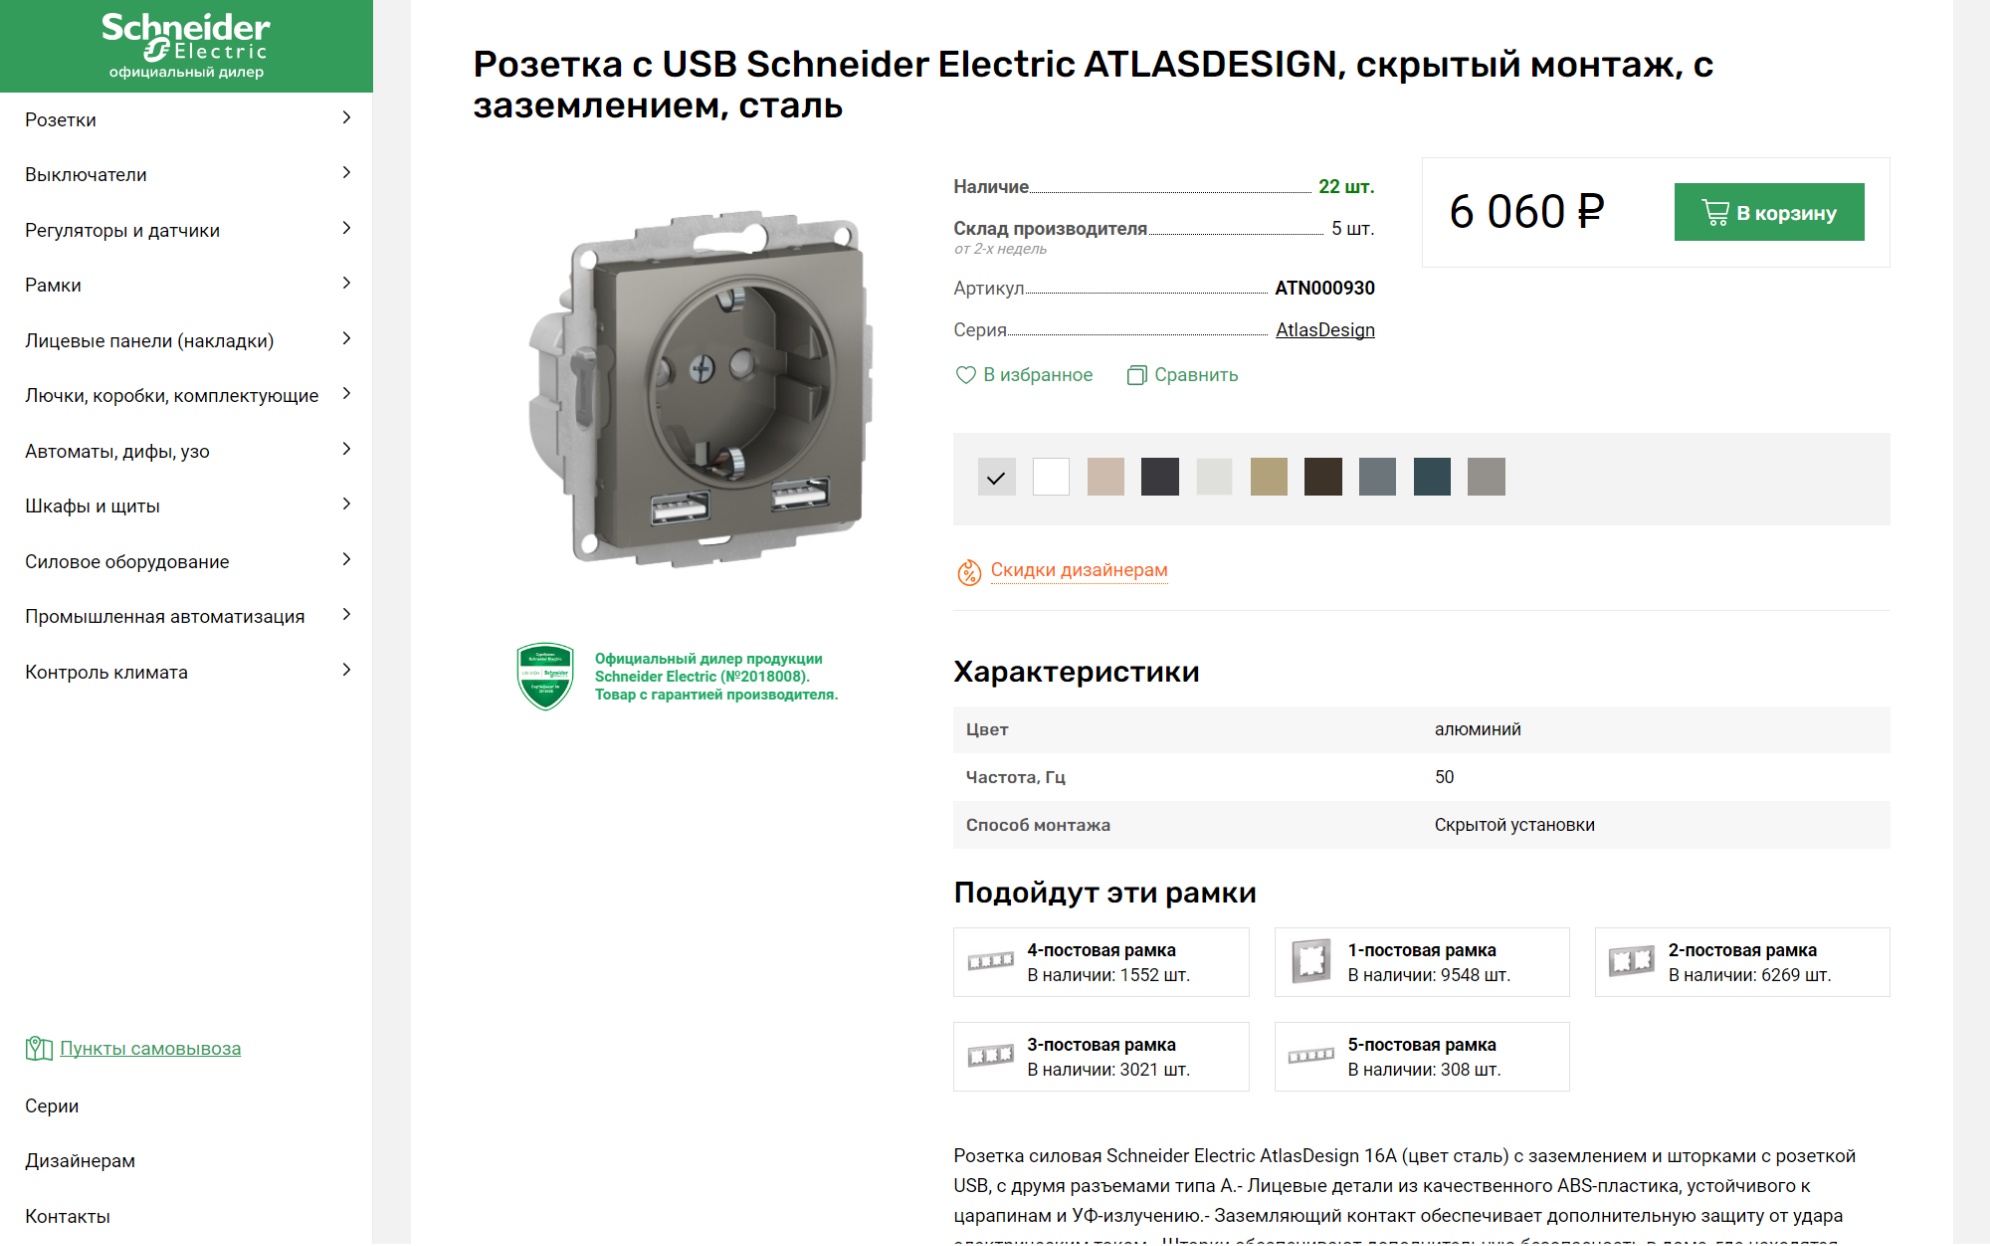 Schneider
Electric
официальный дилер
Розетки
Выключатели
Регуляторы и датчики
Рамки
Лицевые панели (накладки)
Лючки, коробки, комплектующие
Автоматы, дифы, узо
Шкафы и щиты
Силовое оборудование
Промышленная автоматизация
Контроль климата
Пункты самовывоза
Серии
Дизайнерам
Контакты
Розетка с USB Schneider Electric ATLASDESIGN, скрытый монтаж, с
заземлением, сталь
Официальный дилер продукции
Schneider Electric (№2018008).
Товар с гарантией производителя.
Наличие 22 шт.
Склад производителя 5 шт.
от 2-х недель
Артикул ATN000930
Серия AtlasDesign
В избранное Сравнить
6 060 ₽ В корзину
Скидки дизайнерам
Характеристики
Цвет алюминий
Частота, Гц 50
Способ монтажа Скрытой установки
Подойдут эти рамки
4-постовая рамка
В наличии: 1552 шт.
1-постовая рамка
В наличии: 9548 шт.
2-постовая рамка
В наличии: 6269 шт.
3-постовая рамка
В наличии: 3021 шт.
5-постовая рамка
В наличии: 308 шт.
Розетка силовая Schneider Electric AtlasDesign 16А (цвет сталь) с заземлением и шторками с розеткой
USB, с друмя разъемами типа А.- Лицевые детали из качественного ABS-пластика, устойчивого к
царапинам и УФ-излучению.- Заземляющий контакт обеспечивает дополнительную защиту от удара